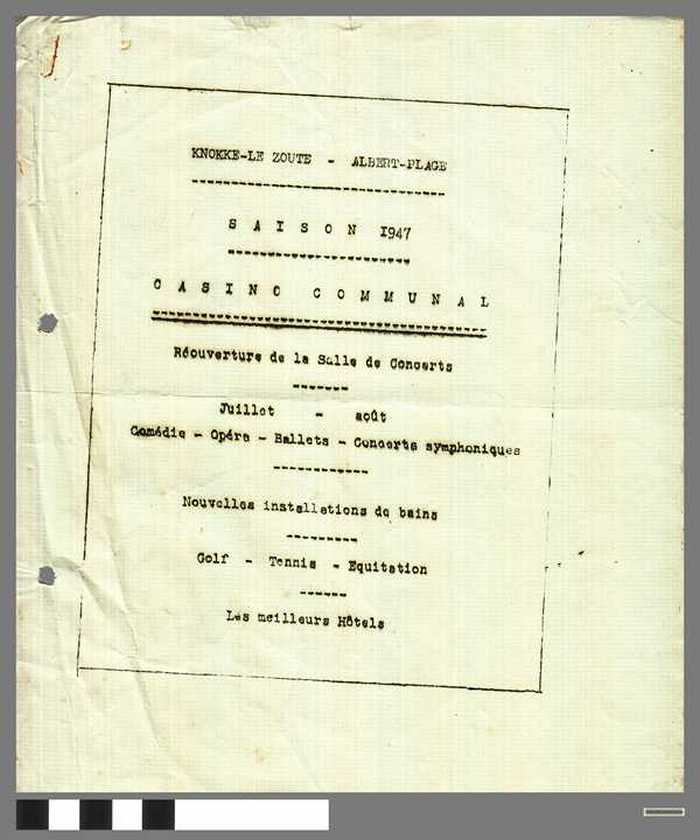 KNOKKE-LE ZOUTE - ALBERT-PLAGE
S A I S O N 1947
C A S I N O C O M M U N A L
Réouverture de la Salle de Concerts
Juillet - août
Comédie - Opéra - Ballets - Concerts symphoniques
Nouvelles installations de bains
Golf - Tennis - Equitation
Les meilleurs Hôtels